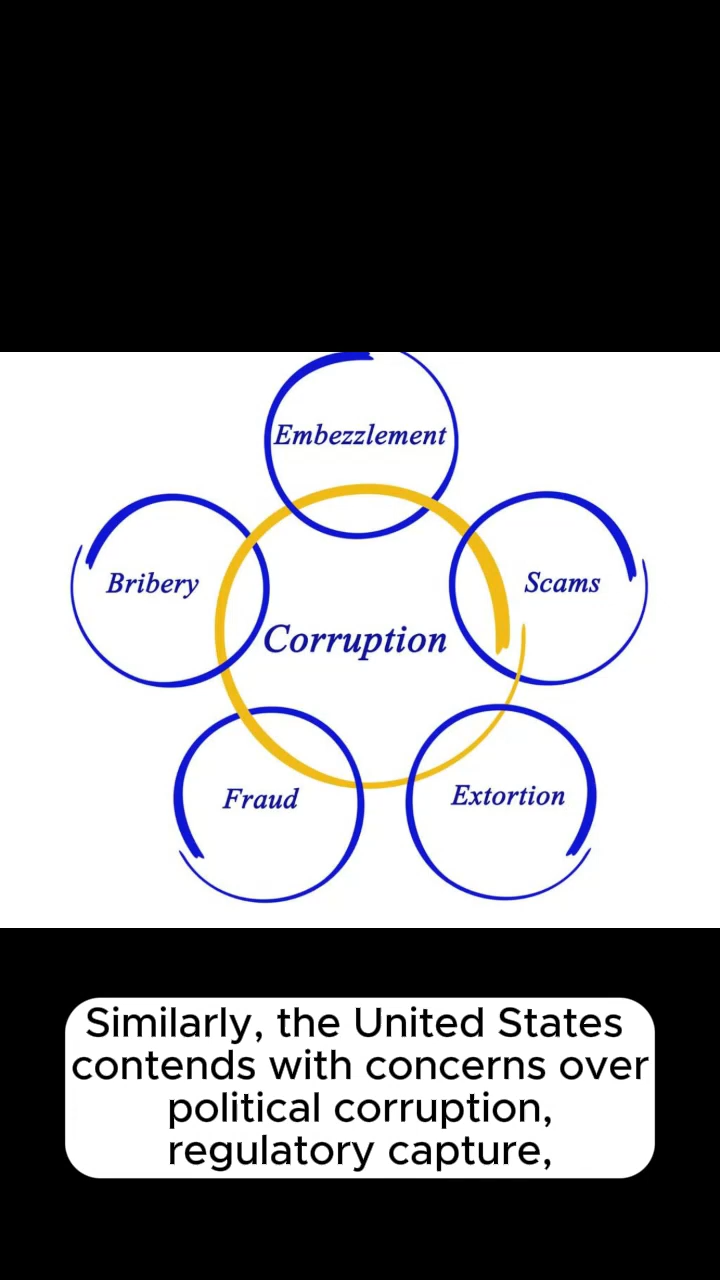 Embezzlement
Bribery
Scams
Corruption
Fraud
Extortion
Similarly, the United States
contends with concerns over
political corruption,
regulatory capture,